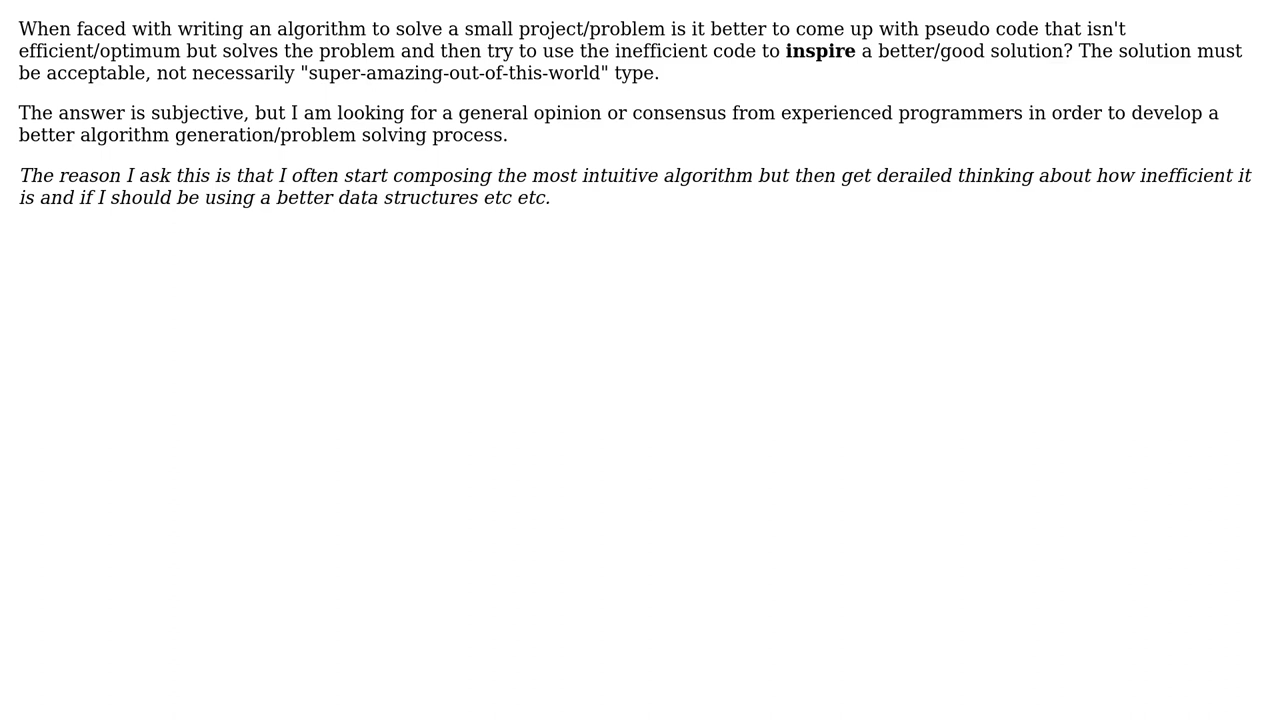 When faced with writing an algorithm to solve a small project/problem is it better to come up with pseudo code that isn't
efficient/optimum but solves the problem and then try to use the inefficient code to inspire a better/good solution? The solution must
be acceptable, not necessarily "super-amazing-out-of-this-world" type.
The answer is subjective, but I am looking for a general opinion or consensus from experienced programmers in order to develop a
better algorithm generation/problem solving process.
The reason I ask this is that I often start composing the most intuitive algorithm but then get derailed thinking about how inefficient it
is and if I should be using a better data structures etc etc.